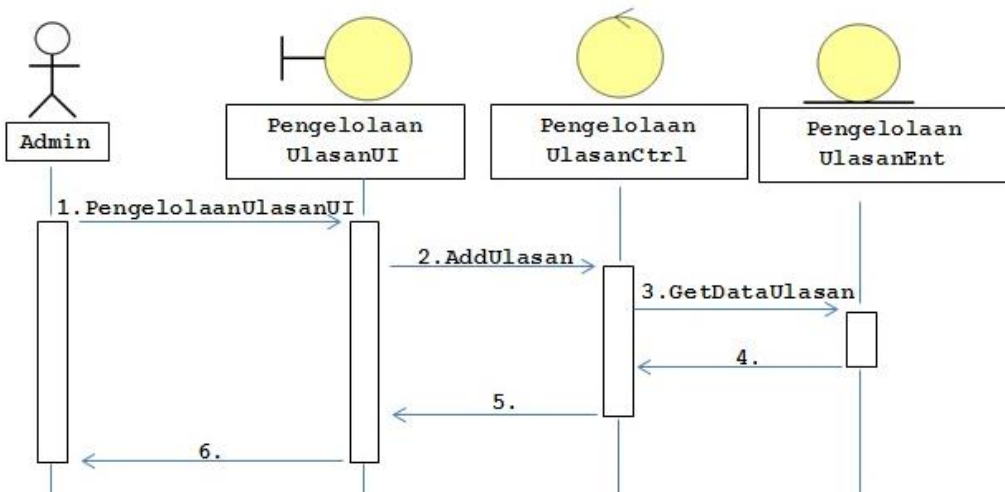 Admin
Pengelolaan
UlasanUI
Pengelolaan
UlasanCtrl
Pengelolaan
UlasanEnt
1.PengelolaanUlasanUI
2.AddUlasan
3.GetDataUlasan
4.
5.
6.